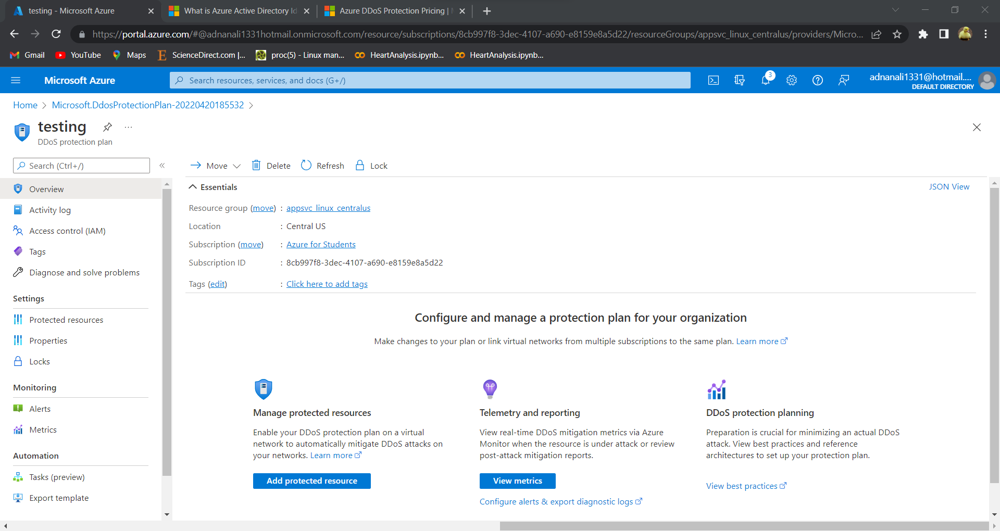 testing - Microsoft Azure
What is Azure Active Directory Id
Azure DDoS Protection Pricing |
https://portal.azure.com/#@adnanali1331hotmail.onmicrosoft.com/resource/subscriptions/8cb997f8-3dec-4107-a690-e8159e8a5d22/resourceGroups/appsvc_linux_centralus/providers/Micro...
Gmail
YouTube
Maps
ScienceDirect.com |...
proc(5) - Linux man...
HeartAnalysis.ipynb...
HeartAnalysis.ipynb...
Microsoft Azure
Search resources, services, and docs (G+/)
3
adnanali1331@hotmail....
DEFAULT DIRECTORY
Home > Microsoft.DdosProtectionPlan-20220420185532 >
testing
DDoS protection plan
Search (Ctrl+/)
Overview
Activity log
Access control (IAM)
Tags
Diagnose and solve problems
Settings
Protected resources
Properties
Locks
Monitoring
Alerts
Metrics
Automation
Tasks (preview)
Export template
Move
Delete
Refresh
Lock
Essentials
JSON View
Resource group (move) : appsvc_linux_centralus
Location : Central US
Subscription (move) : Azure for Students
Subscription ID : 8cb997f8-3dec-4107-a690-e8159e8a5d22
Tags (edit) : Click here to add tags
Configure and manage a protection plan for your organization
Make changes to your plan or link virtual networks from multiple subscriptions to the same plan. Learn more
Manage protected resources
Enable your DDoS protection plan on a virtual
network to automatically mitigate DDoS attacks on
your networks. Learn more
Add protected resource
Telemetry and reporting
View real-time DDoS mitigation metrics via Azure
Monitor when the resource is under attack or review
post-attack mitigation reports.
View metrics
Configure alerts & export diagnostic logs
DDoS protection planning
Preparation is crucial for minimizing an actual DDoS
attack. View best practices and reference
architectures to set up your protection plan.
View best practices